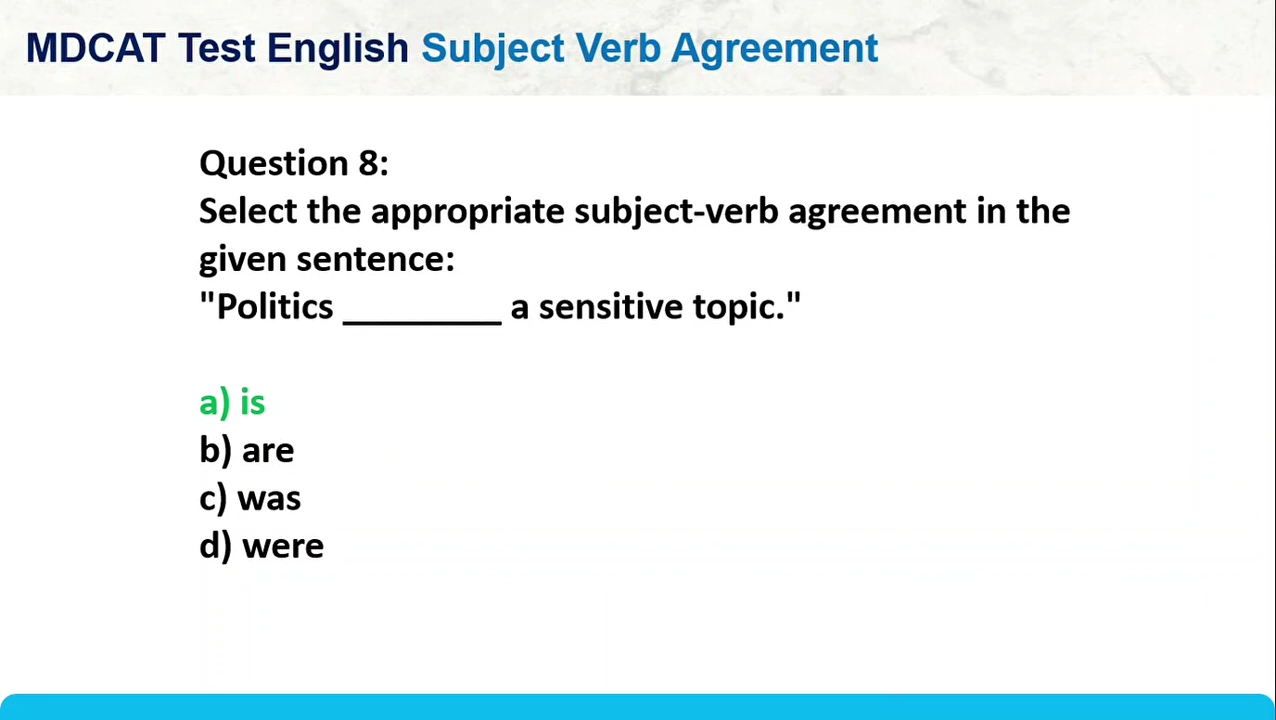 MDCAT Test English Subject Verb Agreement
Question 8:
Select the appropriate subject-verb agreement in the
given sentence:
"Politics ________ a sensitive topic."
a) is
b) are
c) was
d) were